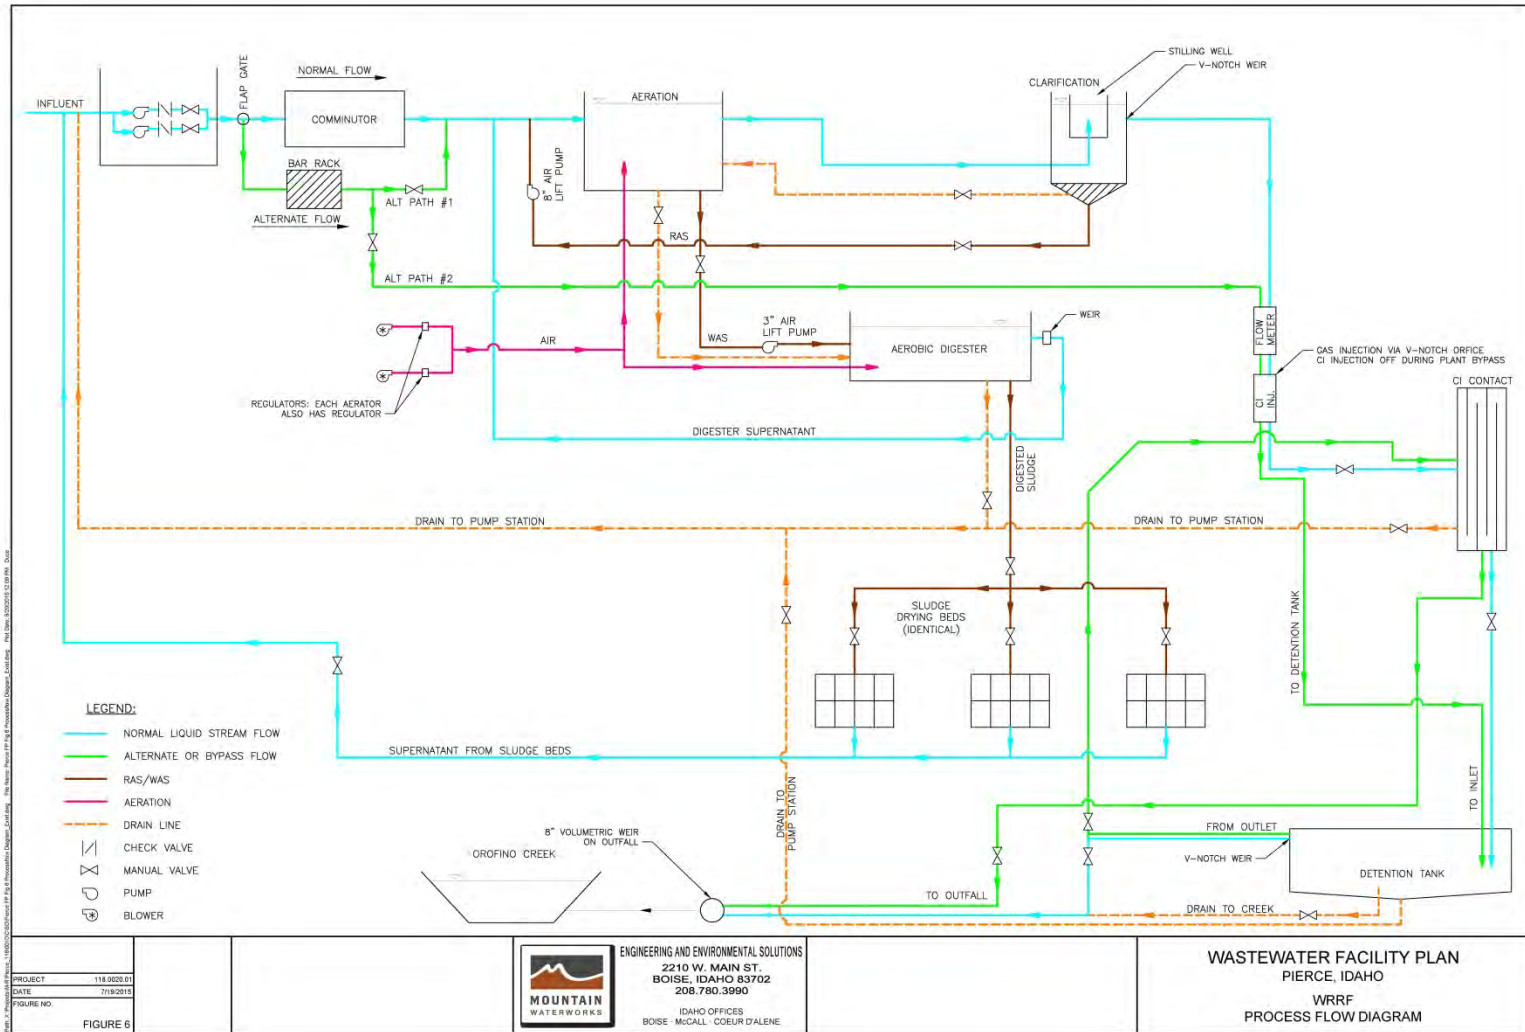 STILLING WELL
V-NOTCH WEIR
CLARIFICATION
FLAP GATE
NORMAL FLOW
AERATION
INFLUENT
COMMINUTOR
BAR RACK
8" AIR
LIFT PUMP
ALT PATH #1
ALTERNATE FLOW
RAS
ALT PATH #2
3" AIR
LIFT PUMP
WEIR
FLOW
METER
AIR
WAS
AEROBIC DIGESTER
GAS INJECTION VIA V-NOTCH ORFICE
Cl INJECTION OFF DURING PLANT BYPASS
Cl CONTACT
Cl
INJ.
REGULATORS: EACH AERATOR
ALSO HAS REGULATOR
DIGESTER SUPERNATANT
DIGESTED
SLUDGE
DRAIN TO PUMP STATION
DRAIN TO PUMP STATION
SLUDGE
DRYING BEDS
(IDENTICAL)
TO DETENTION TANK
LEGENd:
NORMAL LIQUID STREAM FLOW
ALTERNATE OR BYPASS FLOW
RAS/WAS
AERATION
DRAIN LINE
CHECK VALVE
MANUAL VALVE
PUMP
BLOWER
SUPERNATANT FROM SLUDGE BEDS
DRAIN TO
PUMP STATION
TO INLET
8" VOLUMETRIC WEIR
ON OUTFALL
OROFINO CREEK
FROM OUTLET
V-NOTCH WEIR
DETENTION TANK
TO OUTFALL
DRAIN TO CREEK
PROJECT 118.0020.01
DATE 7/19/2015
FIGURE NO.
FIGURE 6
MOUNTAIN
WATERWORKS
ENGINEERING AND ENVIRONMENTAL SOLUTIONS
2210 W. MAIN ST.
BOISE, IDAHO 83702
208.780.3990
IDAHO OFFICES
BOISE - McCALL - COEUR D'ALENE
WASTEWATER FACILITY PLAN
PIERCE, IDAHO
WRRF
PROCESS FLOW DIAGRAM